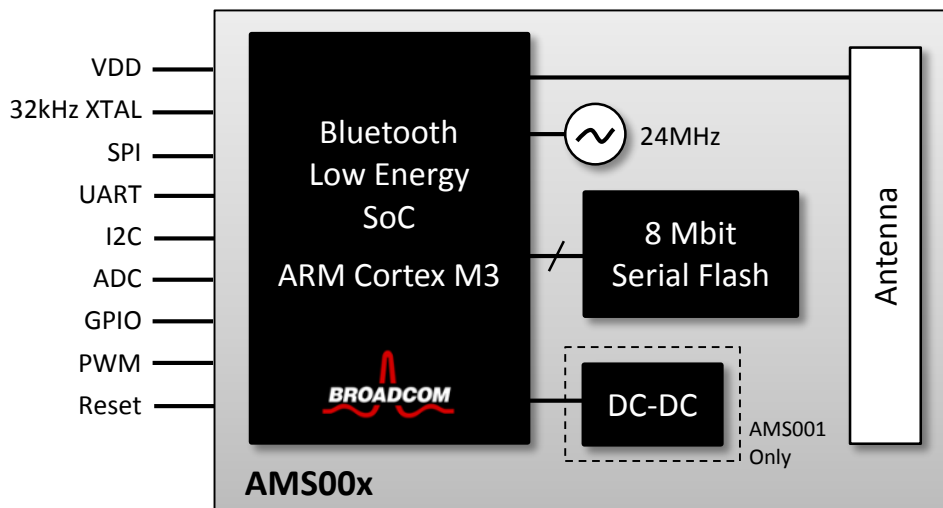 VDD
32kHz XTAL
SPI
UART
I2C
ADC
GPIO
PWM
Reset
Bluetooth
Low Energy
SoC
ARM Cortex M3
BROADCOM
24MHz
8 Mbit
Serial Flash
DC-DC
AMS001
Only
Antenna
AMS00x